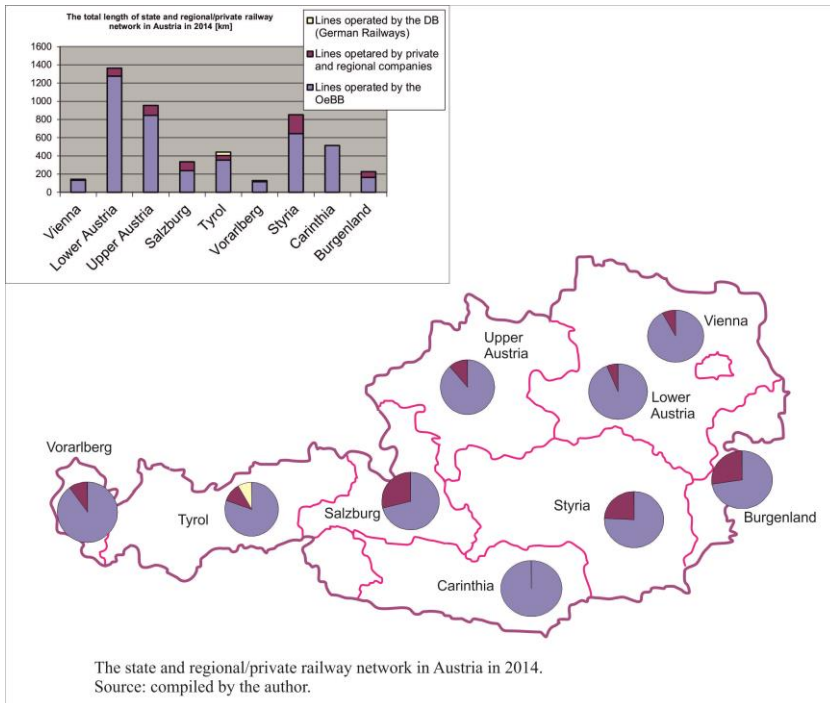 The total length of state and regional/private railway
network in Austria in 2014 [km]
Lines operated by the DB
(German Railways)
Lines opetared by private
and regional companies
Lines operated by the
OeBB
1600
1400
1200
1000
800
600
400
200
0
Vienna
Lower Austria
Upper Austria
Salzburg
Tyrol
Vorarlberg
Styria
Carinthia
Burgenland
Upper
Austria
Vienna
Lower
Austria
Vorarlberg
Tyrol
Salzburg
Styria
Burgenland
Carinthia
The state and regional/private railway network in Austria in 2014.
Source: compiled by the author.